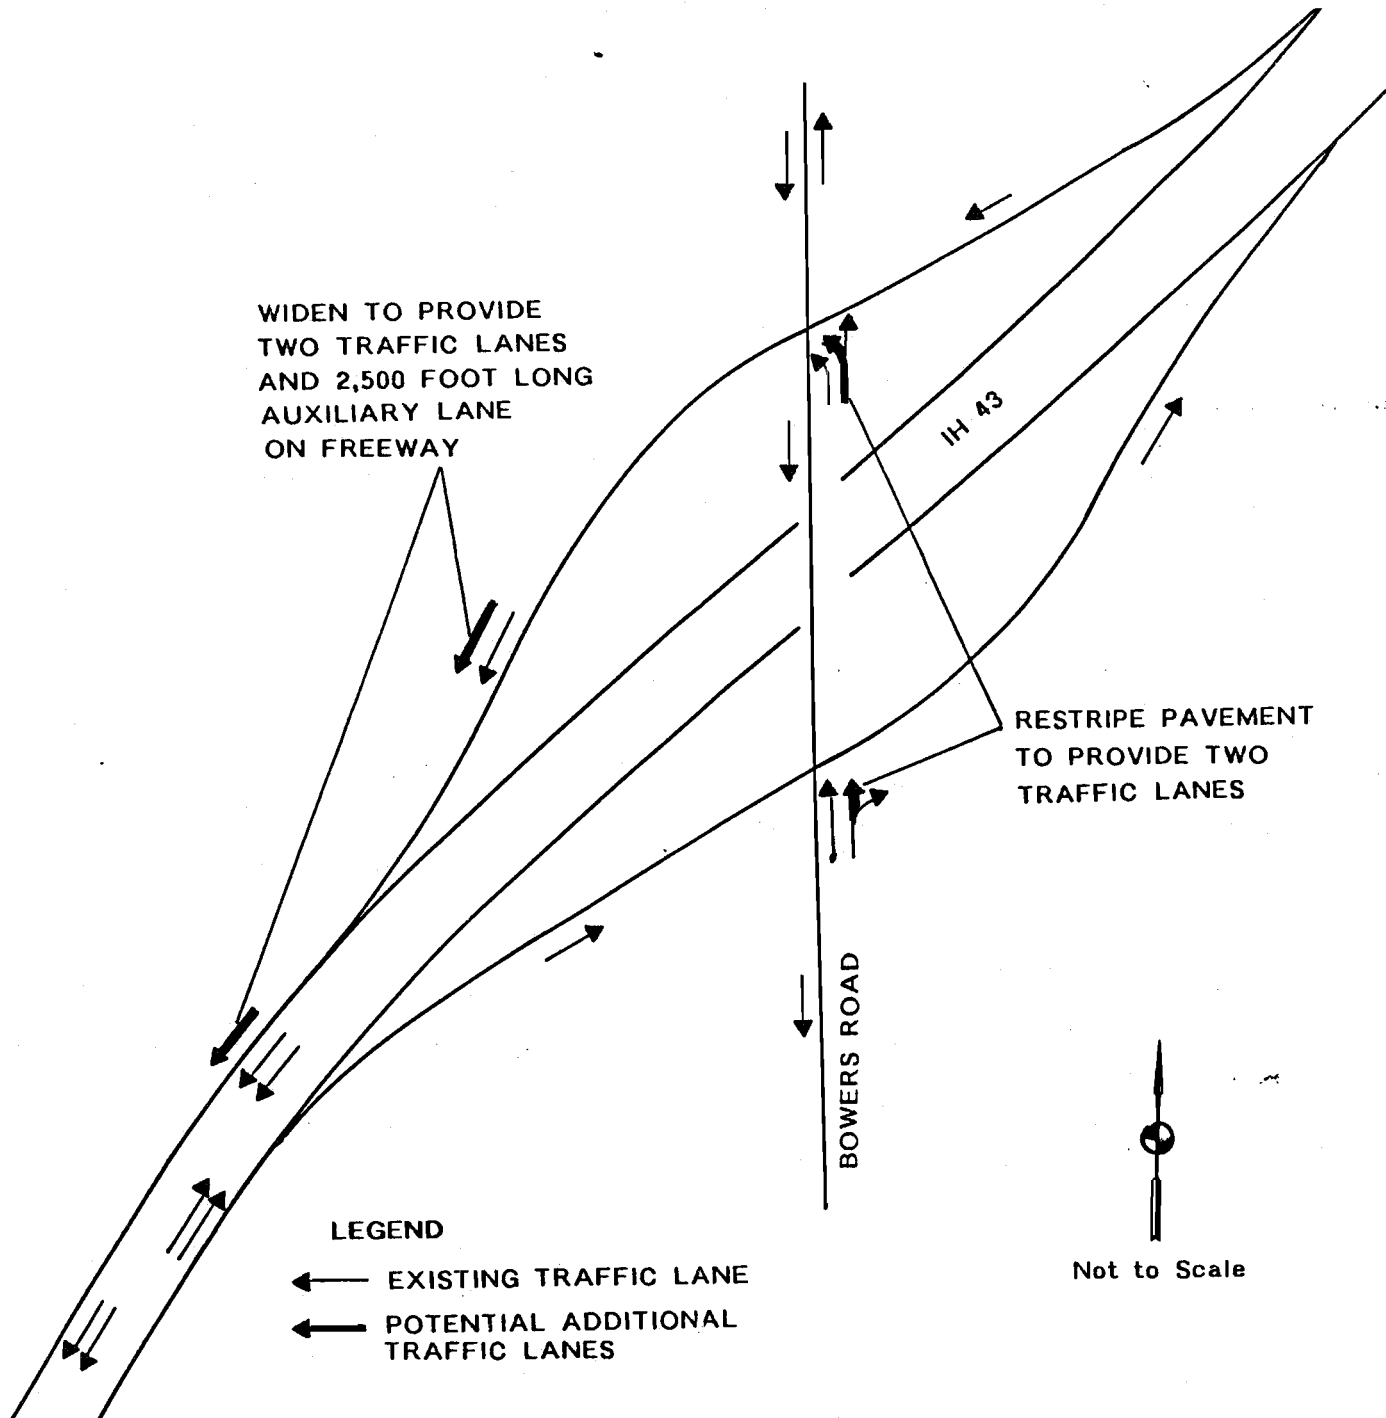 WIDEN TO PROVIDE
TWO TRAFFIC LANES
AND 2,500 FOOT LONG
AUXILIARY LANE
ON FREEWAY
IH 43
RESTRIPE PAVEMENT
TO PROVIDE TWO
TRAFFIC LANES
BOWERS ROAD
LEGEND
EXISTING TRAFFIC LANE
POTENTIAL ADDITIONAL
TRAFFIC LANES
Not to Scale